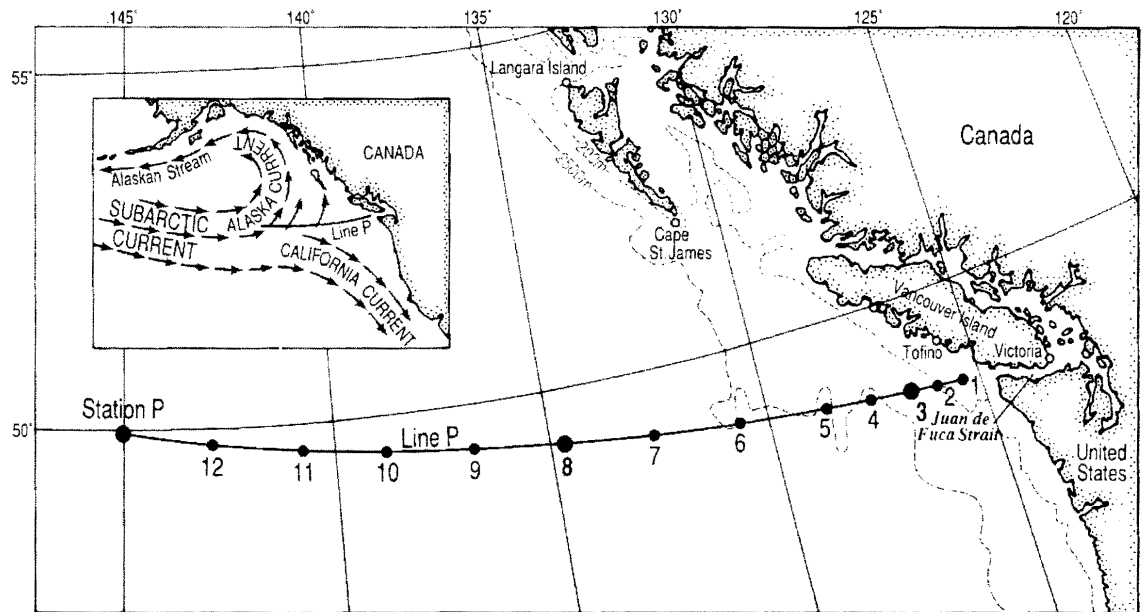 145°
140°
135°
130°
125°
120°
55°
50°
Langara Island
2500m
250m
Cape
St. James
Canada
Vancouver Island
Tofino
Victoria
Juan de
Fuca Strait
United
States
CANADA
Alaskan Stream
ALASKA CURRENT
SUBARCTIC
CURRENT
Line P
CALIFORNIA CURRENT
Station P
Line P
12
11
10
9
8
7
6
5
4
3
2
1